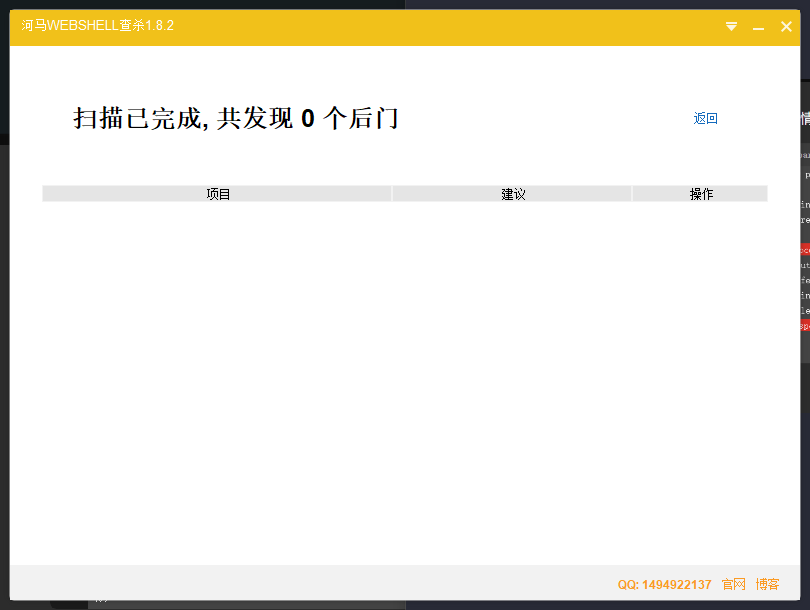 河马WEBSHELL查杀1.8.2
扫描已完成, 共发现 0 个后门
返回
项目 建议 操作
QQ: 1494922137 官网 博客